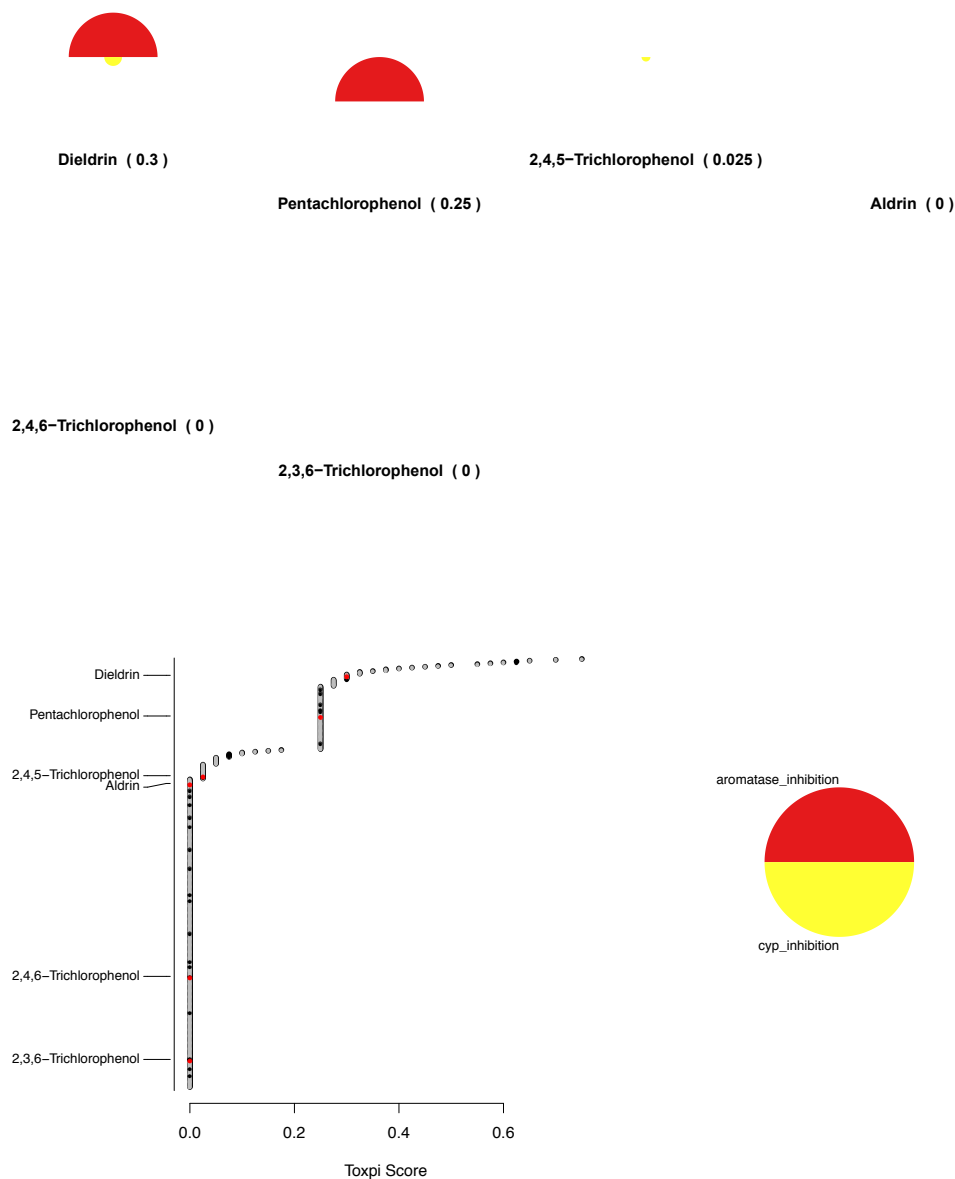 Dieldrin ( 0.3 )
2,4,5−Trichlorophenol ( 0.025 )
Pentachlorophenol ( 0.25 )
Aldrin ( 0 )
2,4,6−Trichlorophenol ( 0 )
2,3,6−Trichlorophenol ( 0 )
Dieldrin
Pentachlorophenol
2,4,5−Trichlorophenol
Aldrin
2,4,6−Trichlorophenol
2,3,6−Trichlorophenol
aromatase_inhibition
cyp_inhibition
0.0 0.2 0.4 0.6
Toxpi Score